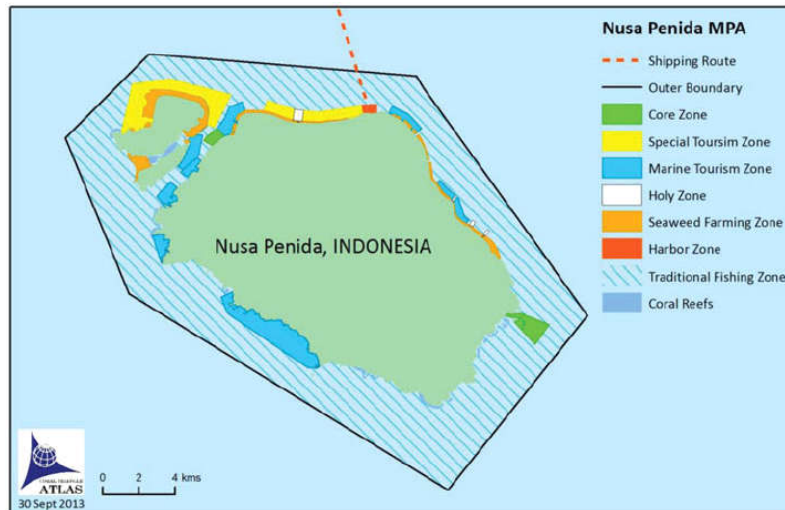 Nusa Penida MPA
Shipping Route
Outer Boundary
Core Zone
Special Toursim Zone
Marine Tourism Zone
Holy Zone
Seaweed Farming Zone
Harbor Zone
Traditional Fishing Zone
Coral Reefs
Nusa Penida, INDONESIA
CORAL TRIANGLE
ATLAS
30 Sept 2013
0 2 4 kms